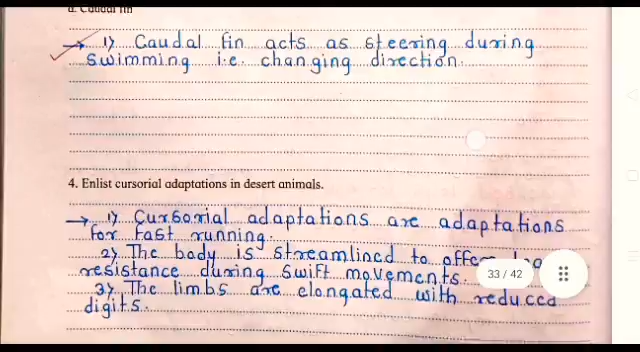 d. Caudal fin
→ 1) Caudal fin acts as steering during
swimming i.e. changing direction.
4. Enlist cursorial adaptations in desert animals.
→ 1) Cursorial adaptations are adaptations
for fast running.
2) The body is streamlined to offer
resistance during swift movements.
33 / 42
3) The limbs are elongated with reduced
digits.